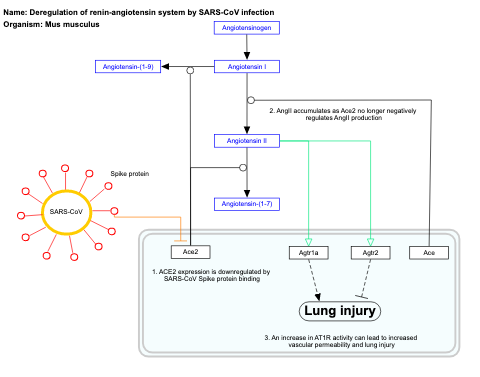 Name: Deregulation of renin-angiotensin system by SARS-CoV infection
Organism: Mus musculus
Angiotensinogen
Angiotensin-(1-9)
Angiotensin I
2. AngII accumulates as Ace2 no longer negatively
regulates AngII production
Angiotensin II
Spike protein
Angiotensin-(1-7)
SARS-CoV
Ace2
Agtr1a
Agtr2
Ace
1. ACE2 expression is downregulated by
SARS-CoV Spike protein binding
Lung injury
3. An increase in AT1R activity can lead to increased
vascular permeability and lung injury